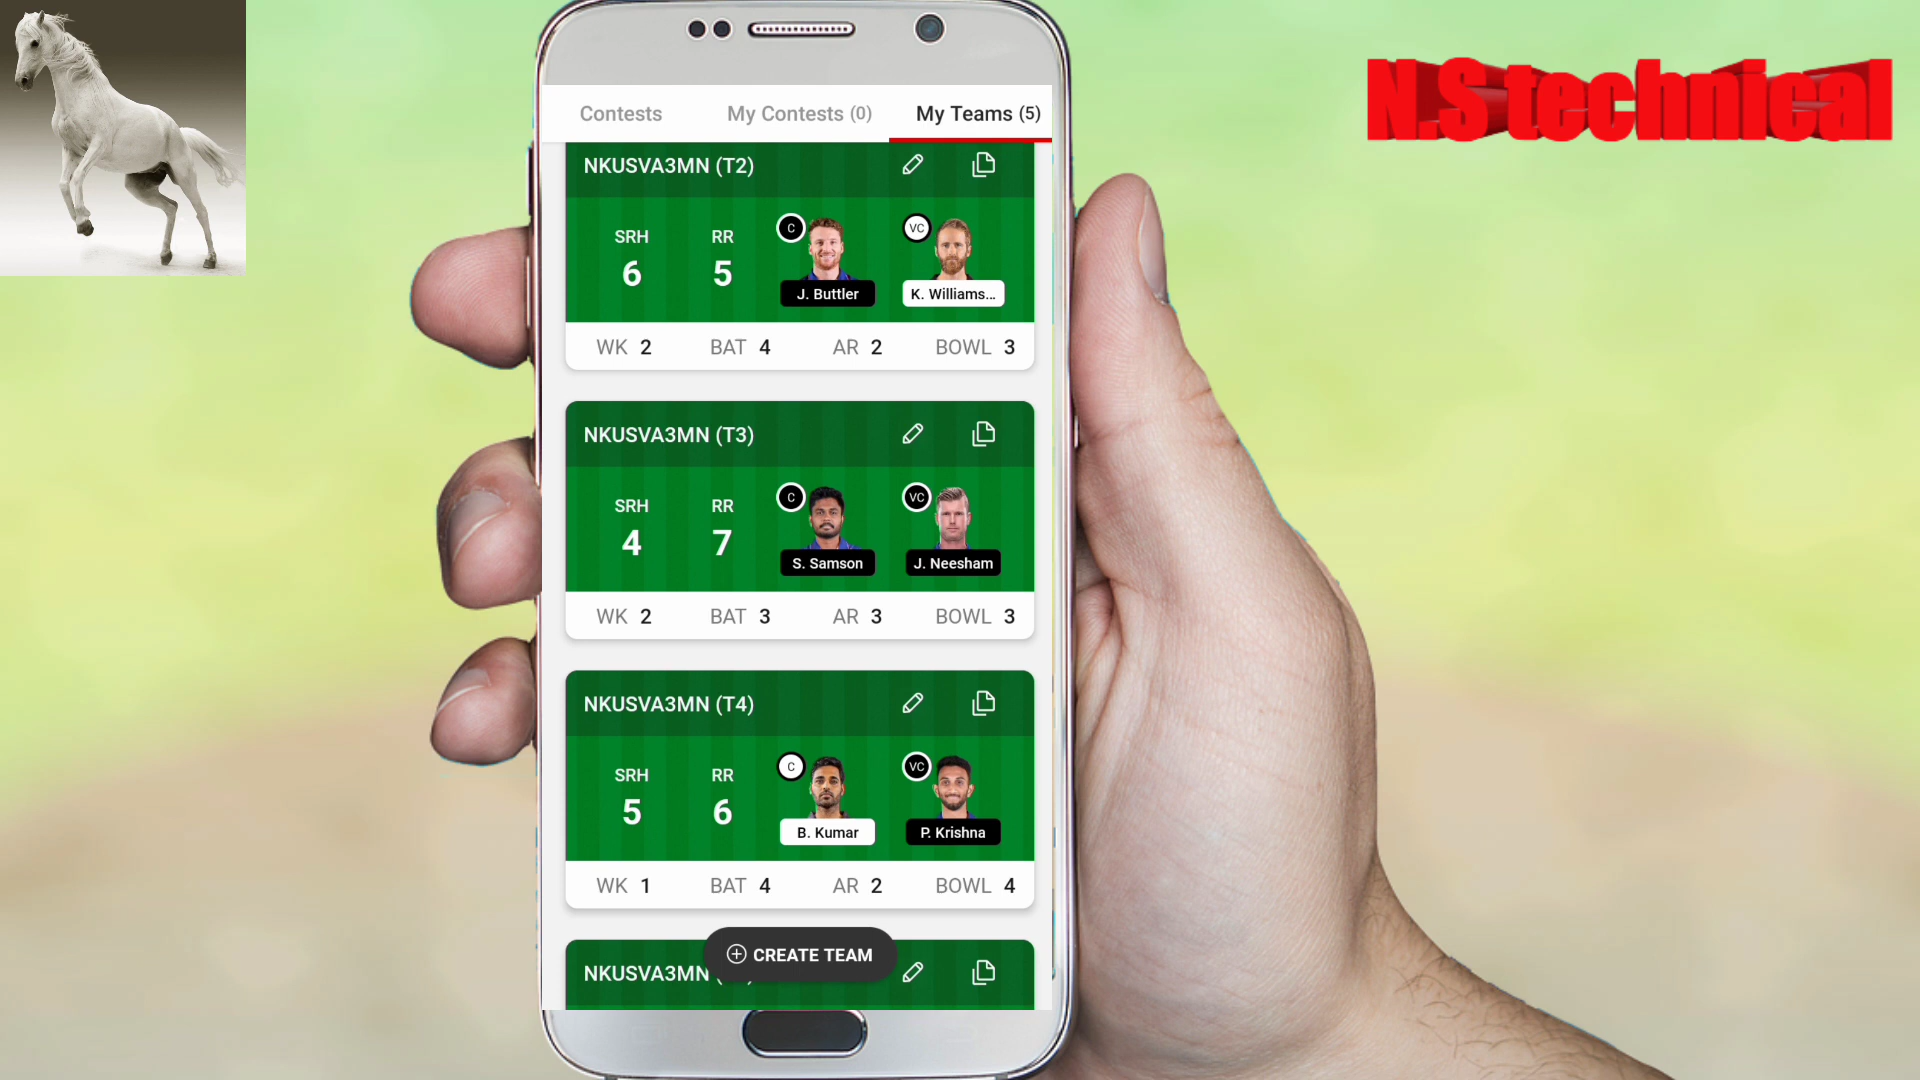 N.S technical
Contests My Contests (0) My Teams (5)
NKUSVA3MN (T2)
SRH RR C VC
6 5
J. Buttler K. Williams...
WK 2 BAT 4 AR 2 BOWL 3
NKUSVA3MN (T3)
SRH RR C VC
4 7
S. Samson J. Neesham
WK 2 BAT 3 AR 3 BOWL 3
NKUSVA3MN (T4)
SRH RR C VC
5 6
B. Kumar P. Krishna
WK 1 BAT 4 AR 2 BOWL 4
CREATE TEAM
NKUSVA3MN